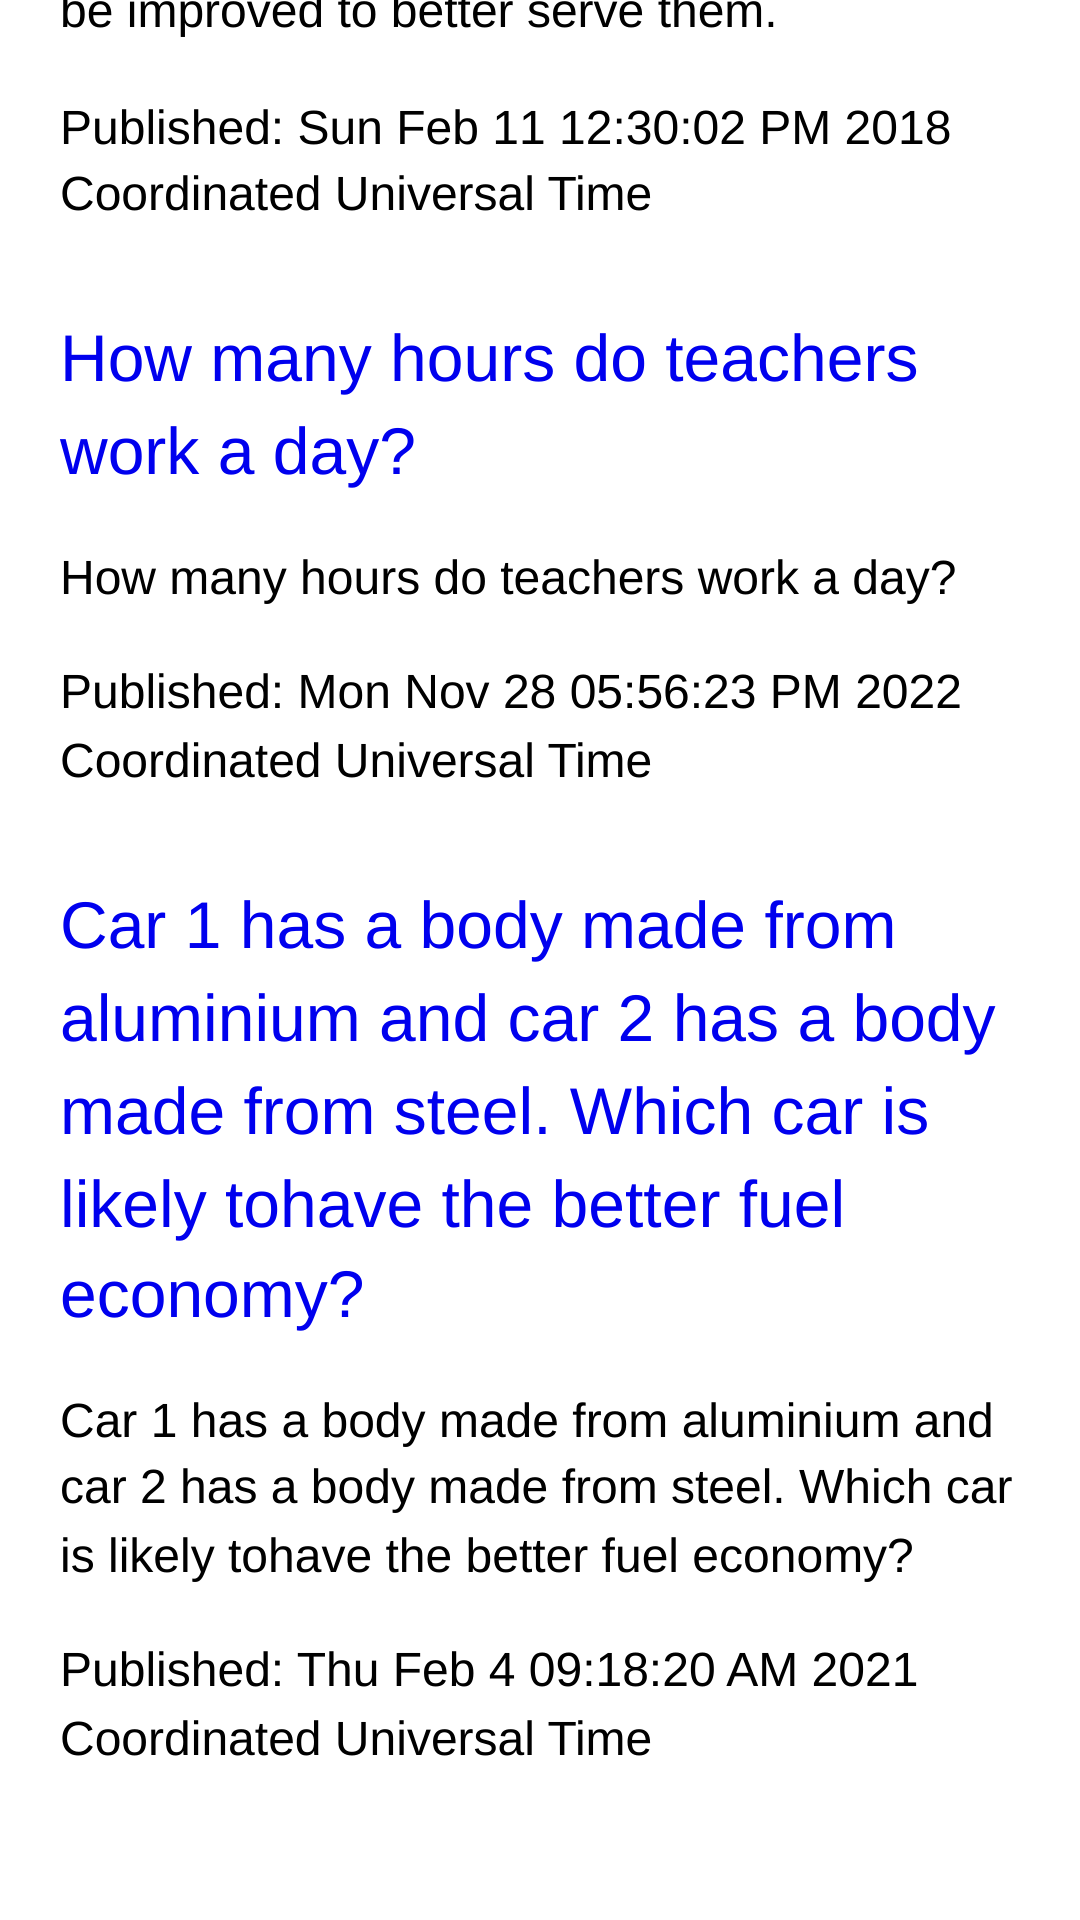 be improved to better serve them.
Published: Sun Feb 11 12:30:02 PM 2018
Coordinated Universal Time
How many hours do teachers
work a day?
How many hours do teachers work a day?
Published: Mon Nov 28 05:56:23 PM 2022
Coordinated Universal Time
Car 1 has a body made from
aluminium and car 2 has a body
made from steel. Which car is
likely tohave the better fuel
economy?
Car 1 has a body made from aluminium and
car 2 has a body made from steel. Which car
is likely tohave the better fuel economy?
Published: Thu Feb 4 09:18:20 AM 2021
Coordinated Universal Time